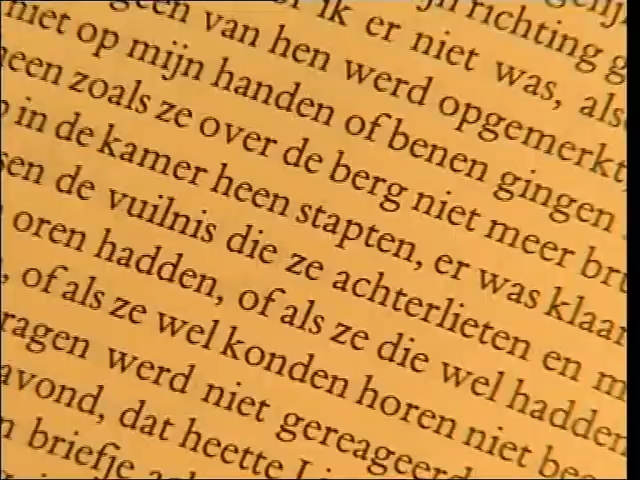 richting
ik er niet was, als
geen van hen werd opgemerkt,
niet op mijn handen of benen gingen
heen zoals ze over de berg niet meer
in de kamer heen stapten, er was klaar
de vuilnis die ze achterlieten en
oren hadden, of als ze die wel hadden
, of als ze wel konden horen niet
werd niet gereageerd
avond, dat heette
briefje